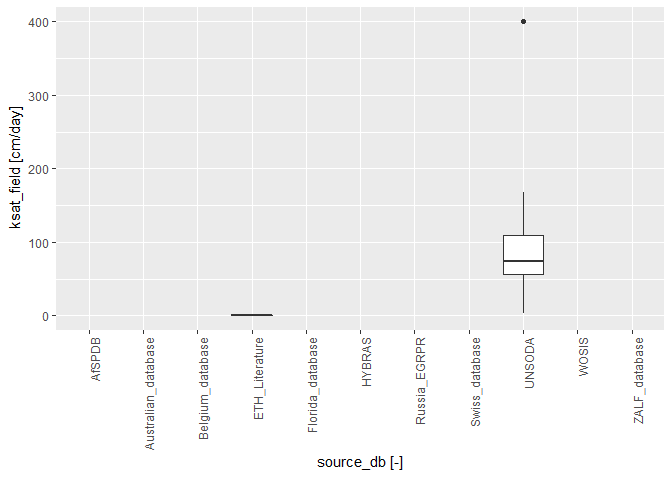 400
300
200
100
0
ksat_field [cm/day]
AfSPDB
Australian_database
Belgium_database
ETH_Literature
Florida_database
HYBRAS
Russia_EGRPR
Swiss_database
UNSODA
WOSIS
ZALF_database
source_db [-]